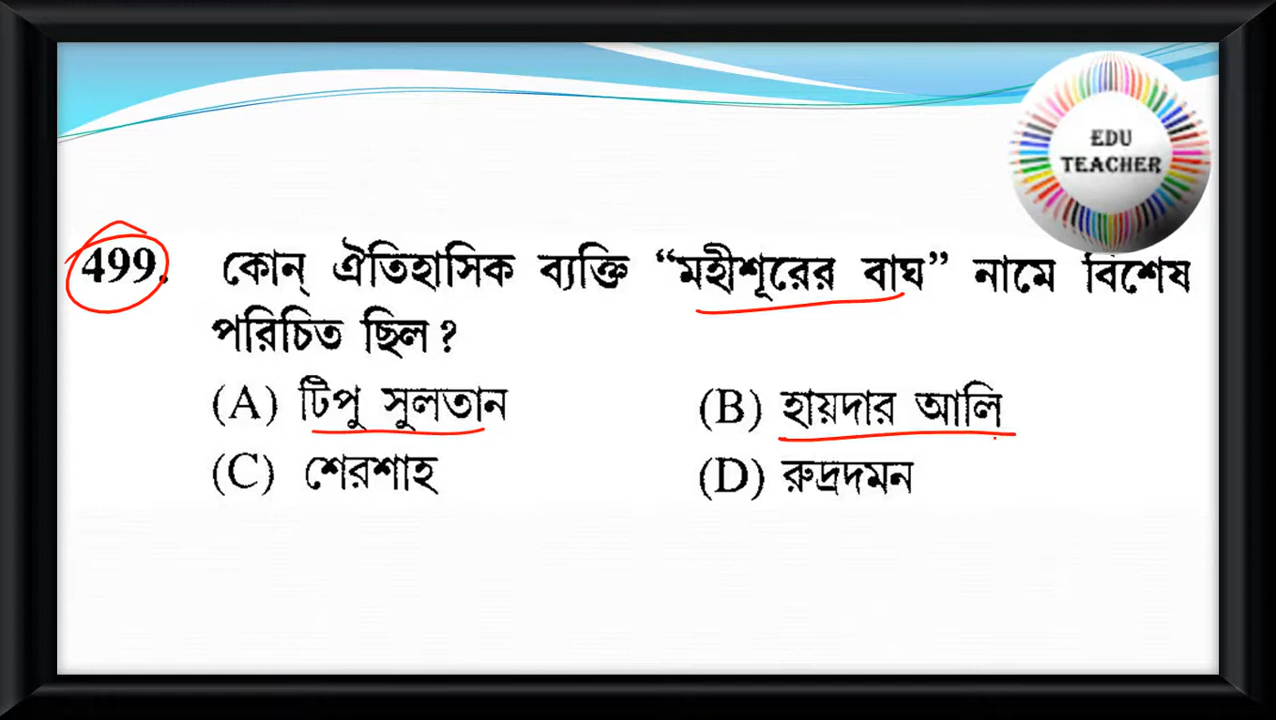 EDU
TEACHER
499. কোন্ ঐতিহাসিক ব্যক্তি “মহীশূরের বাঘ” নামে বিশেষ
পরিচিত ছিল ?
(A) টিপু সুলতান (B) হায়দার আলি
(C) শেরশাহ (D) রুদ্রদমন